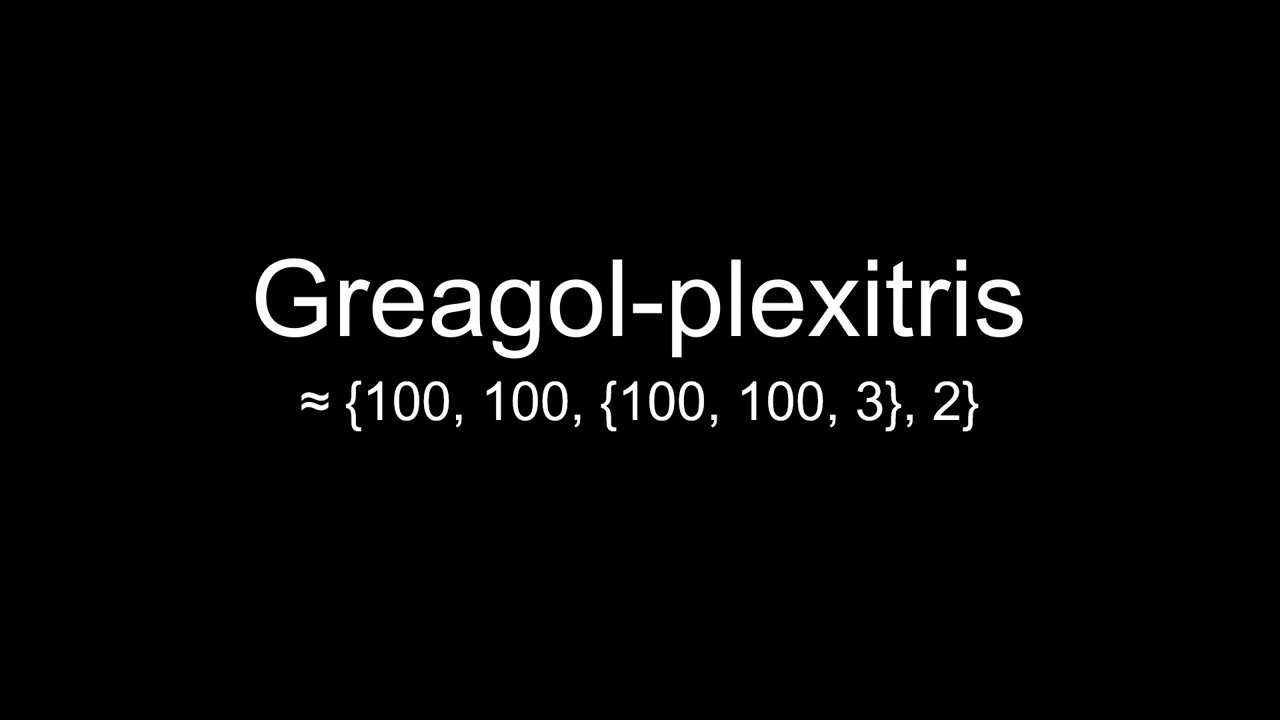 Greagol-plexitris
≈ {100, 100, {100, 100, 3}, 2}